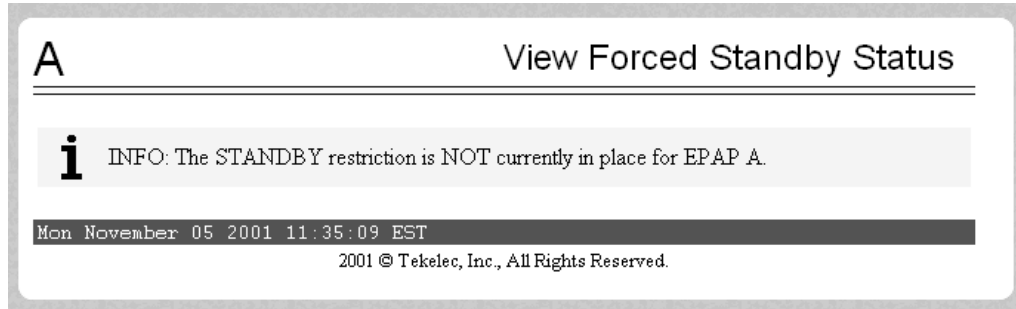 A
View Forced Standby Status
i
INFO: The STANDBY restriction is NOT currently in place for EPAP A.
Mon November 05 2001 11:35:09 EST
2001 © Tekelec, Inc., All Rights Reserved.